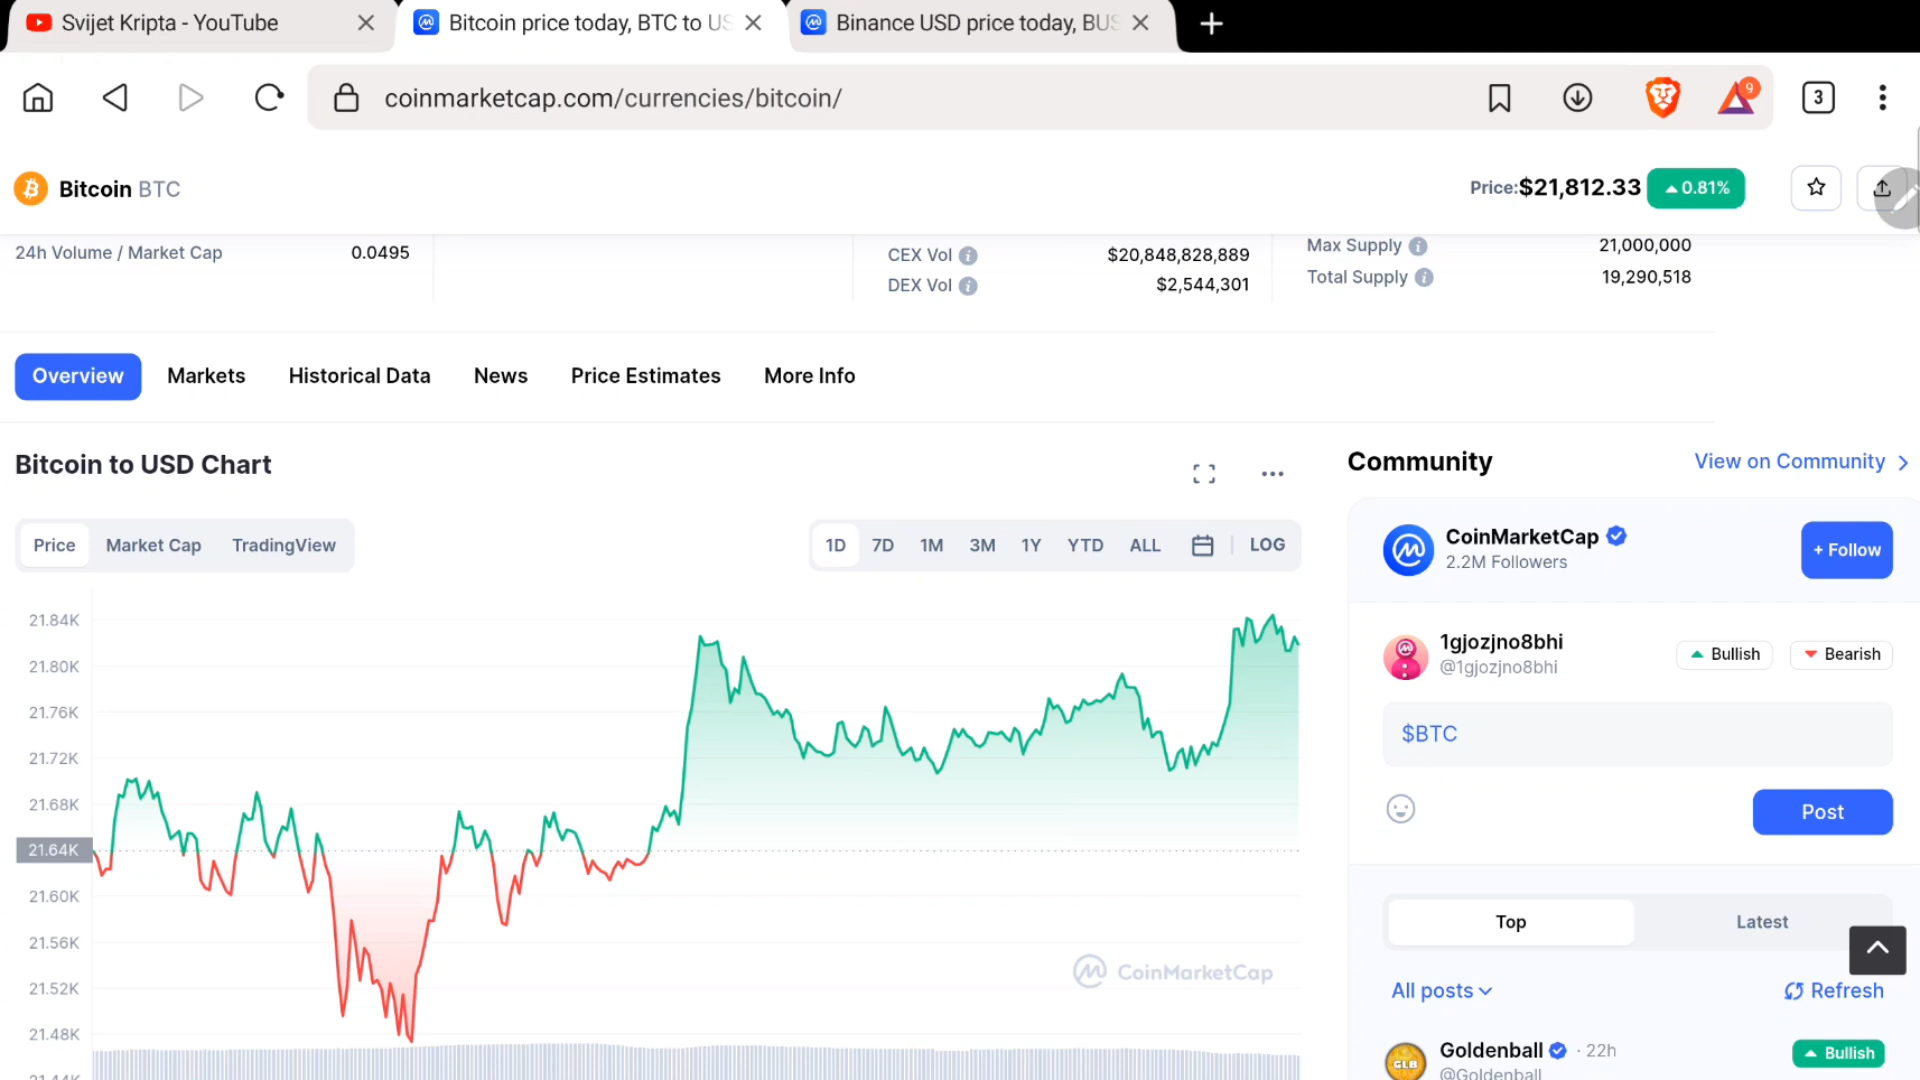 Svijet Kripta - YouTube
Bitcoin price today, BTC to US
Binance USD price today, BUS
coinmarketcap.com/currencies/bitcoin/
9
3
Bitcoin BTC
Price:$21,812.33
0.81%
24h Volume / Market Cap 0.0495
CEX Vol $20,848,828,889
DEX Vol $2,544,301
Max Supply 21,000,000
Total Supply 19,290,518
Overview Markets Historical Data News Price Estimates More Info
Bitcoin to USD Chart
Price Market Cap TradingView
1D 7D 1M 3M 1Y YTD ALL LOG
21.84K
21.80K
21.76K
21.72K
21.68K
21.64K
21.60K
21.56K
21.52K
21.48K
21.44K
CoinMarketCap
Community
View on Community
CoinMarketCap
2.2M Followers
+ Follow
1gjozjno8bhi
@1gjozjno8bhi
Bullish
Bearish
$BTC
Post
Top Latest
All posts
Refresh
GLB
Goldenball · 22h
@Goldenball
Bullish